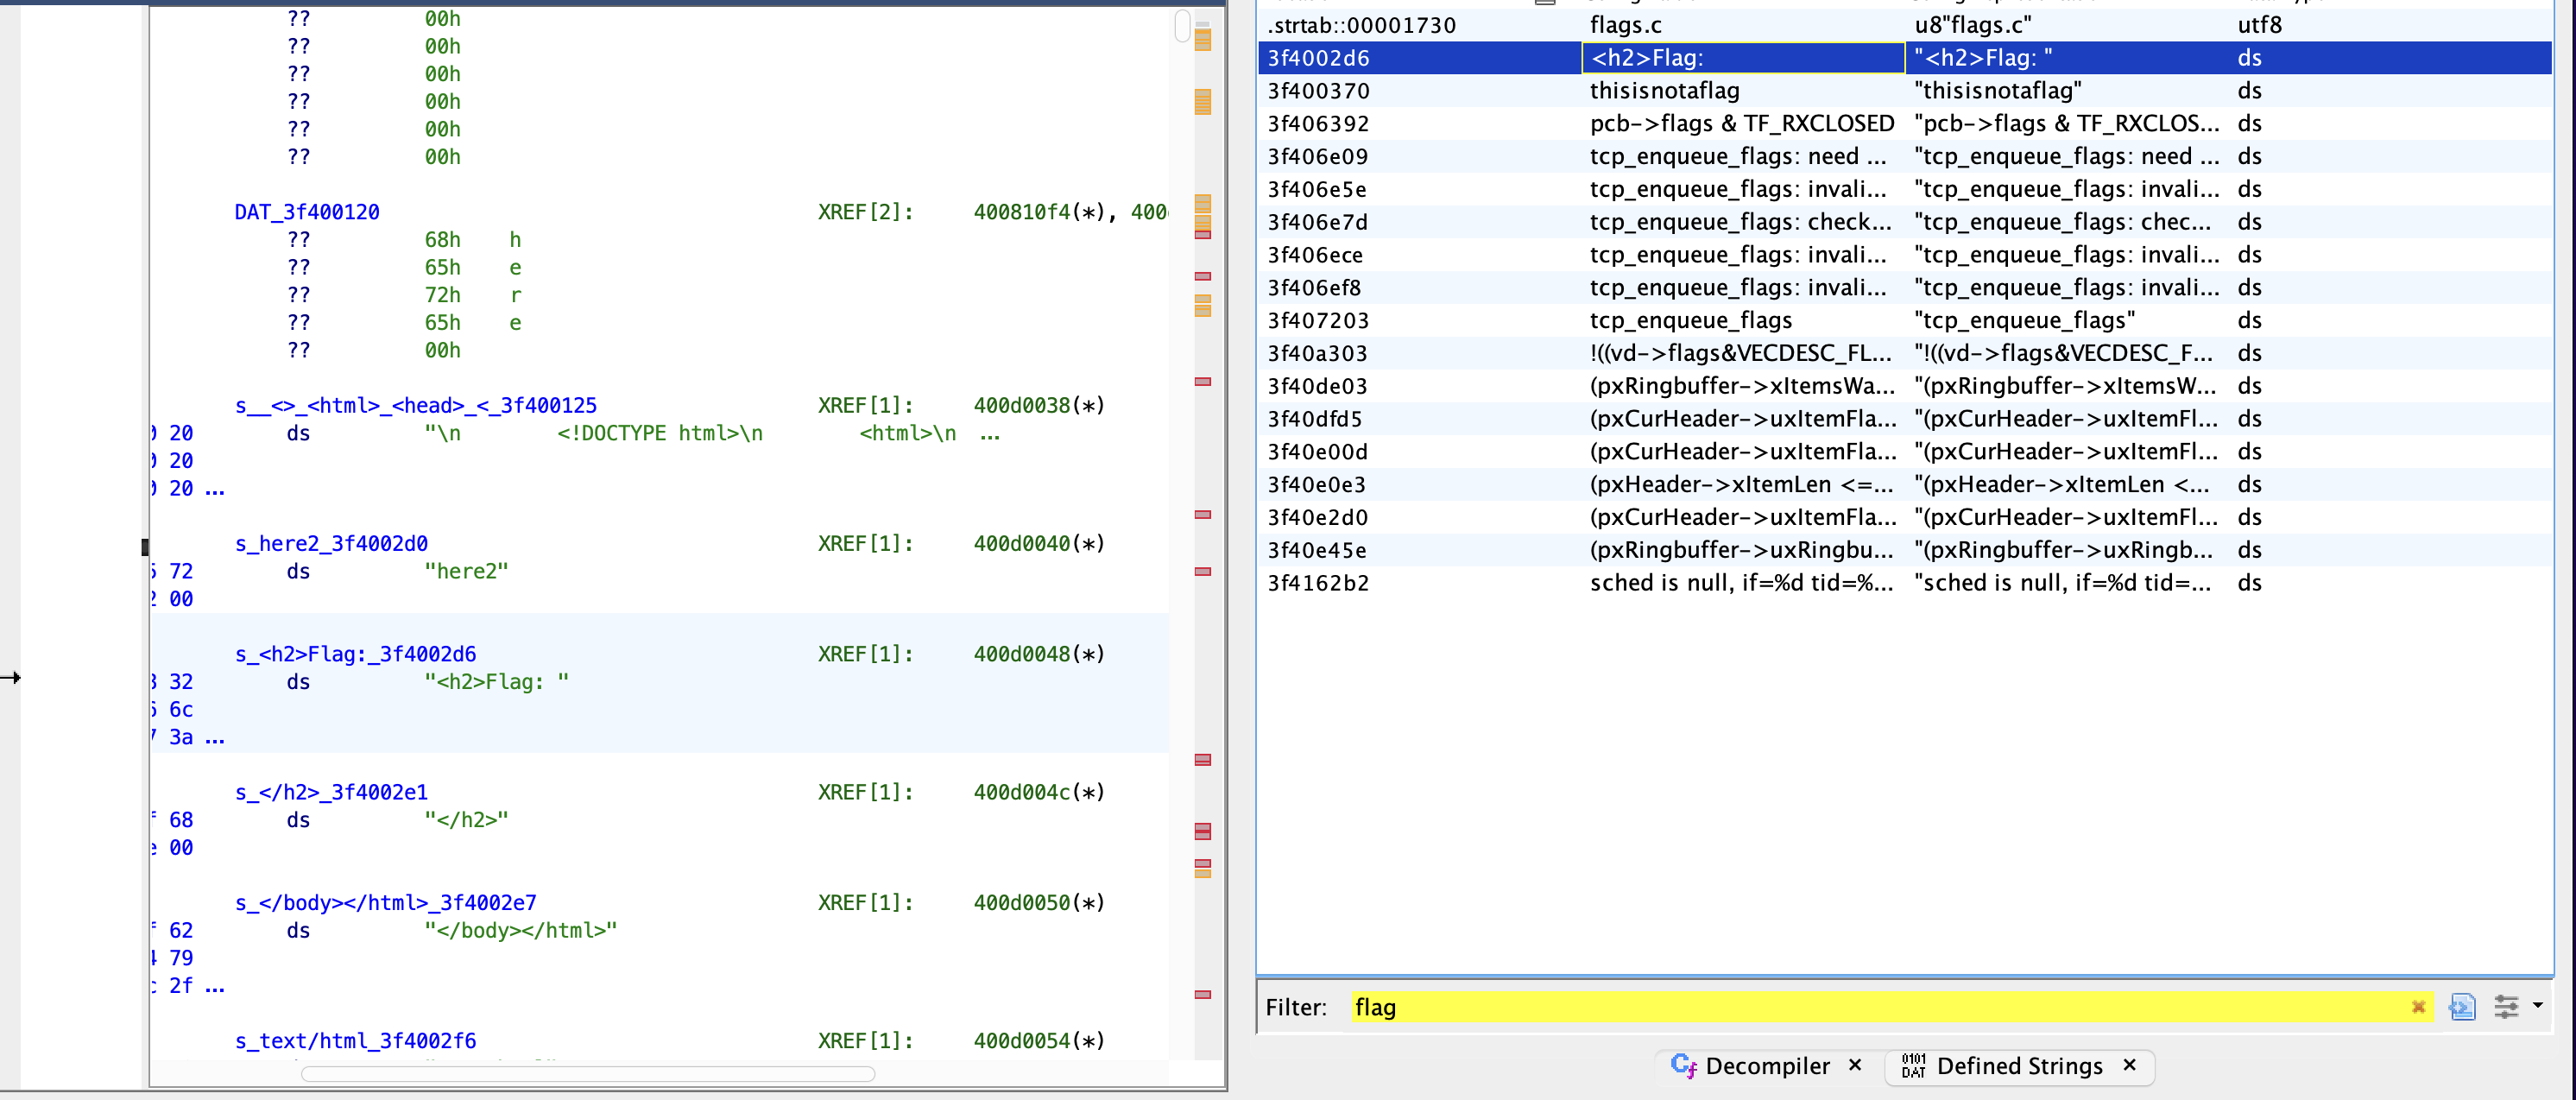 ?? 00h
?? 00h
?? 00h
?? 00h
?? 00h
?? 00h
DAT_3f400120 XREF[2]: 400810f4(*), 400
?? 68h h
?? 65h e
?? 72h r
?? 65h e
?? 00h
s__<>_<html>_<head>_<_3f400125 XREF[1]: 400d0038(*)
20 ds "\n <!DOCTYPE html>\n <html>\n ...
20
20 ...
s_here2_3f4002d0 XREF[1]: 400d0040(*)
72 ds "here2"
00
s_<h2>Flag:_3f4002d6 XREF[1]: 400d0048(*)
32 ds "<h2>Flag: "
6c
3a ...
s_</h2>_3f4002e1 XREF[1]: 400d004c(*)
68 ds "</h2>"
00
s_</body></html>_3f4002e7 XREF[1]: 400d0050(*)
62 ds "</body></html>"
79
2f ...
s_text/html_3f4002f6 XREF[1]: 400d0054(*)
.strtab::00001730 flags.c u8"flags.c" utf8
3f4002d6 <h2>Flag: "<h2>Flag: " ds
3f400370 thisisnotaflag "thisisnotaflag" ds
3f406392 pcb->flags & TF_RXCLOSED "pcb->flags & TF_RXCLOS... ds
3f406e09 tcp_enqueue_flags: need ... "tcp_enqueue_flags: need ... ds
3f406e5e tcp_enqueue_flags: invali... "tcp_enqueue_flags: invali... ds
3f406e7d tcp_enqueue_flags: check... "tcp_enqueue_flags: chec... ds
3f406ece tcp_enqueue_flags: invali... "tcp_enqueue_flags: invali... ds
3f406ef8 tcp_enqueue_flags: invali... "tcp_enqueue_flags: invali... ds
3f407203 tcp_enqueue_flags "tcp_enqueue_flags" ds
3f40a303 !((vd->flags&VECDESC_FL... "!((vd->flags&VECDESC_F... ds
3f40de03 (pxRingbuffer->xItemsWa... "(pxRingbuffer->xItemsW... ds
3f40dfd5 (pxCurHeader->uxItemFla... "(pxCurHeader->uxItemFl... ds
3f40e00d (pxCurHeader->uxItemFla... "(pxCurHeader->uxItemFl... ds
3f40e0e3 (pxHeader->xItemLen <=... "(pxHeader->xItemLen <... ds
3f40e2d0 (pxCurHeader->uxItemFla... "(pxCurHeader->uxItemFl... ds
3f40e45e (pxRingbuffer->uxRingbu... "(pxRingbuffer->uxRingb... ds
3f4162b2 sched is null, if=%d tid=%... "sched is null, if=%d tid=... ds
Filter: flag
Decompiler × Defined Strings ×